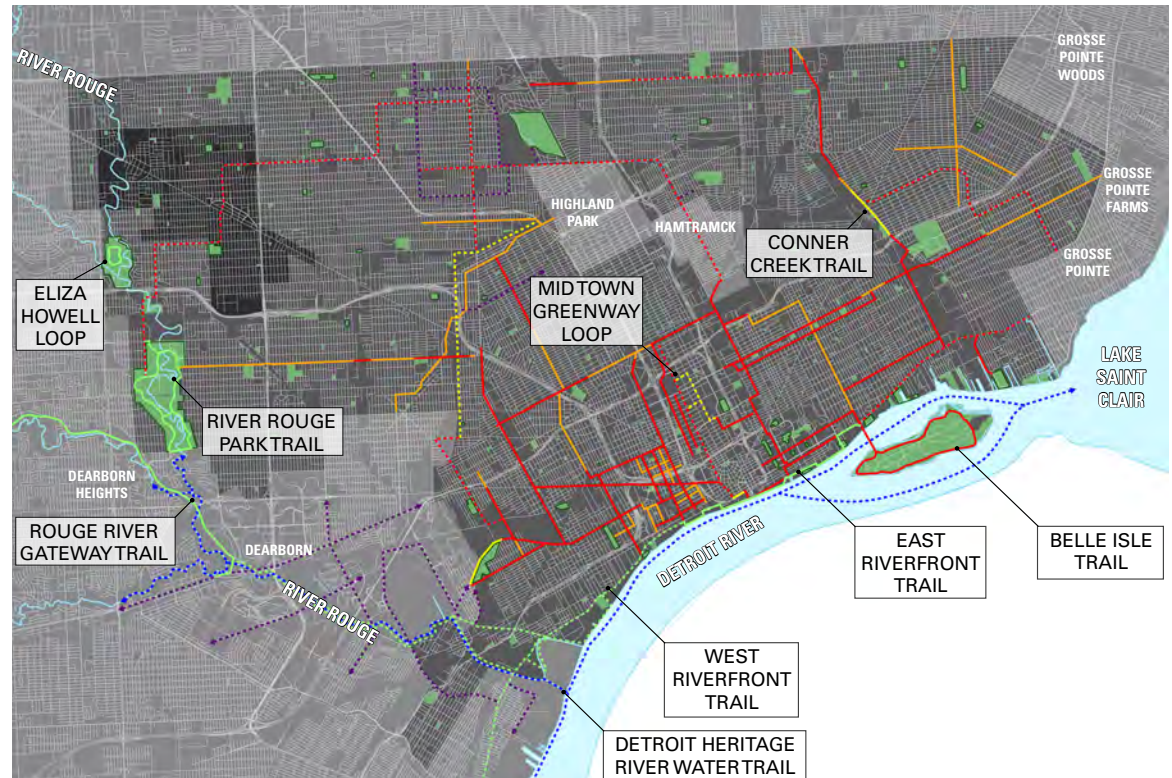 RIVER ROUGE
GROSSE
POINTE
WOODS
GROSSE
POINTE
FARMS
HIGHLAND
PARK
HAMTRAMCK
CONNER
CREEK TRAIL
GROSSE
POINTE
ELIZA
HOWELL
LOOP
MIDTOWN
GREENWAY
LOOP
LAKE
SAINT
CLAIR
RIVER ROUGE
PARK TRAIL
DEARBORN
HEIGHTS
ROUGE RIVER
GATEWAY TRAIL
DEARBORN
RIVER ROUGE
DETROIT RIVER
EAST
RIVERFRONT
TRAIL
BELLE ISLE
TRAIL
WEST
RIVERFRONT
TRAIL
DETROIT HERITAGE
RIVER WATER TRAIL